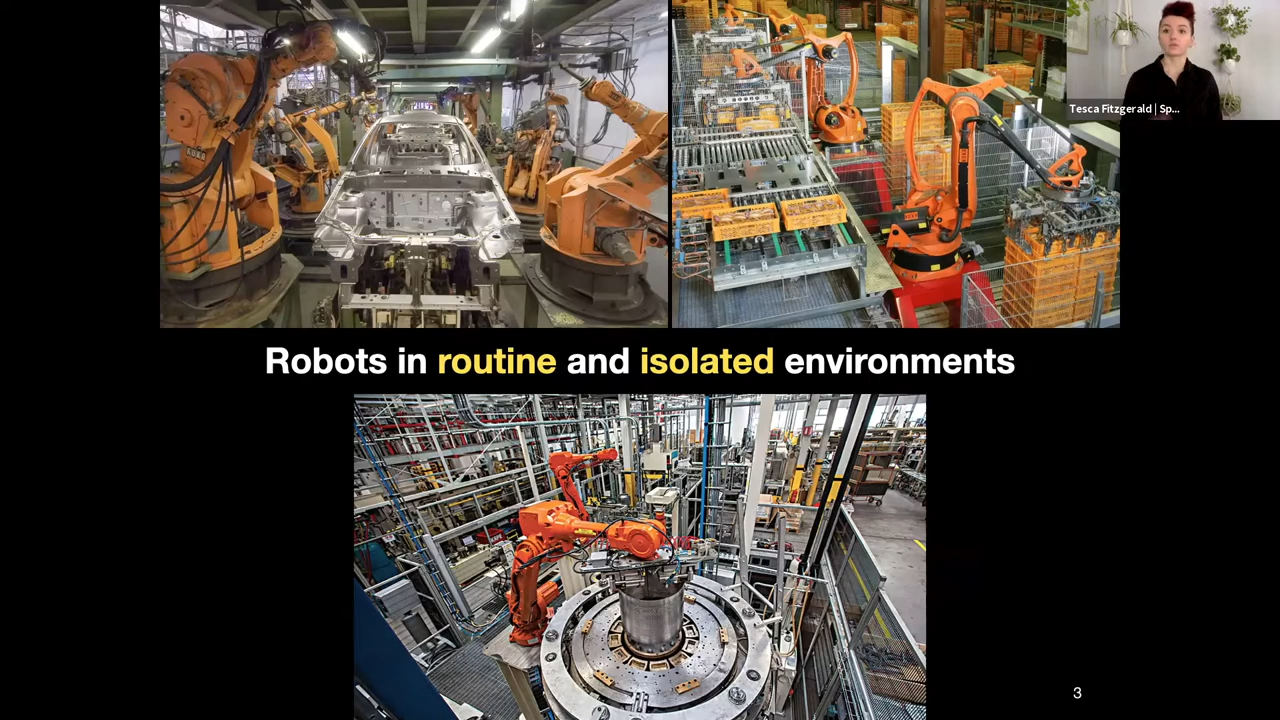 Tesca Fitzgerald | Sp...
Robots in routine and isolated environments
3